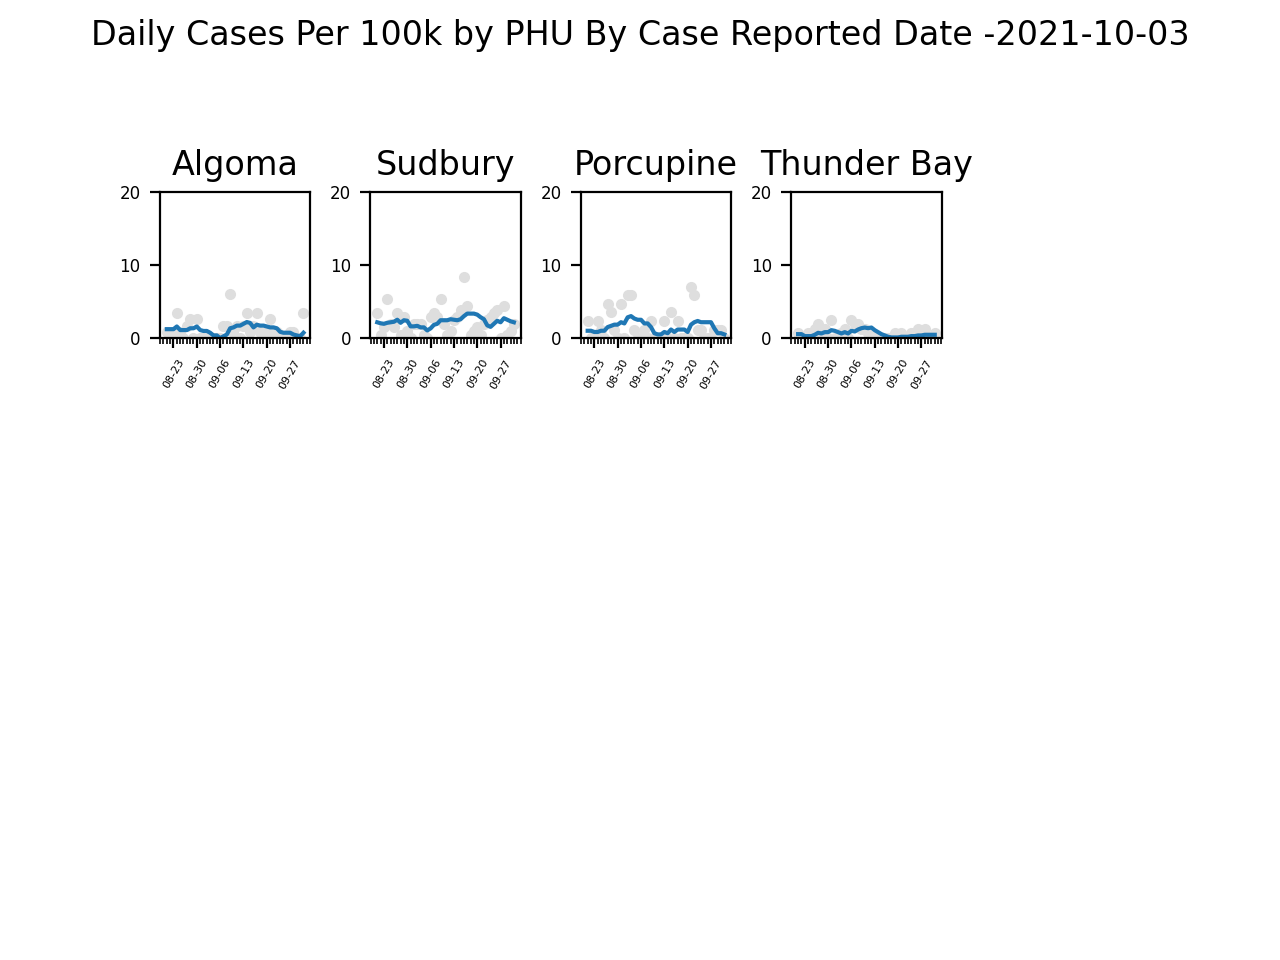 Daily Cases Per 100k by PHU By Case Reported Date -2021-10-03
Algoma Sudbury Porcupine Thunder Bay
20 20 20 20
10 10 10 10
0 0 0 0
08-23 08-30 09-06 09-13 09-20 09-27 08-23 08-30 09-06 09-13 09-20 09-27 08-23 08-30 09-06 09-13 09-20 09-27 08-23 08-30 09-06 09-13 09-20 09-27